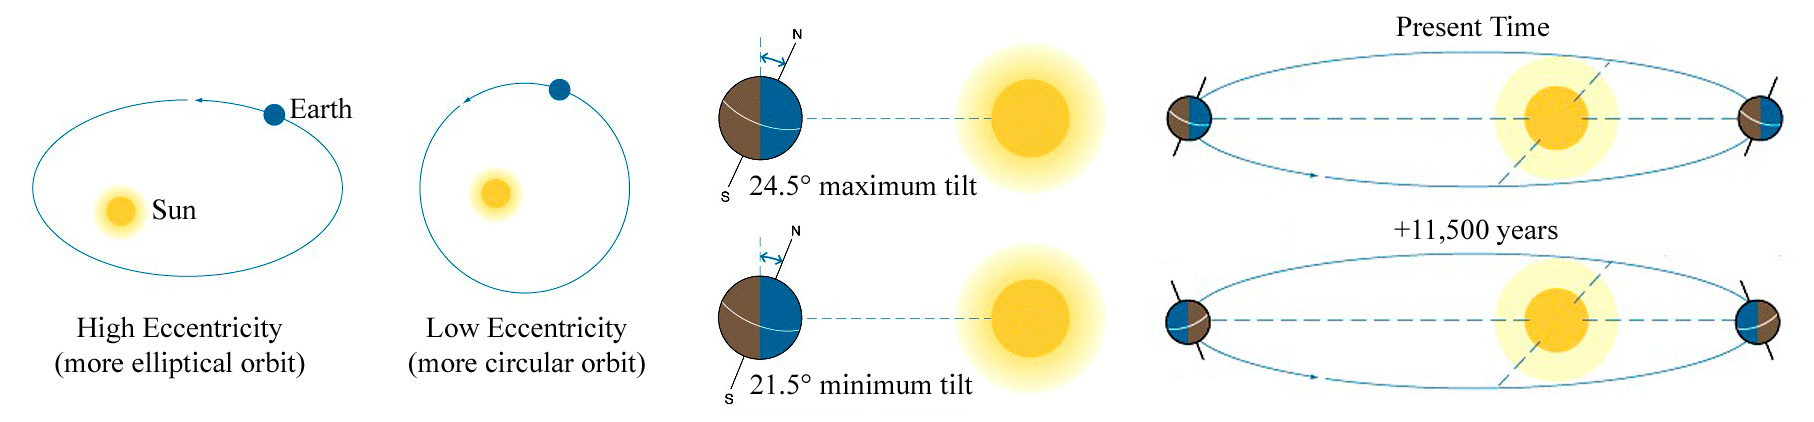 Earth
Sun
High Eccentricity
(more elliptical orbit)
Low Eccentricity
(more circular orbit)
N
S
24.5° maximum tilt
N
S
21.5° minimum tilt
Present Time
+11,500 years